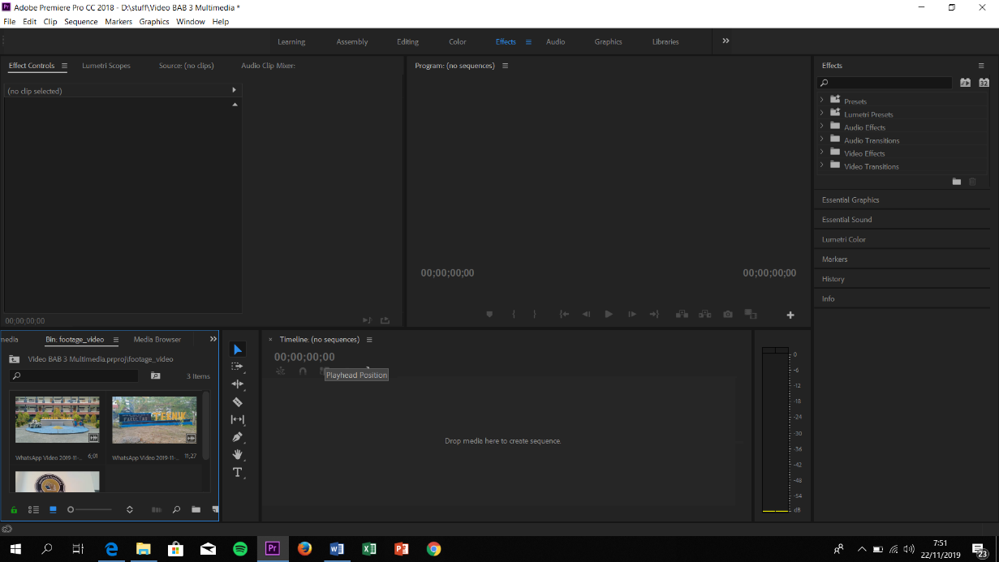 Pr Adobe Premiere Pro CC 2018 - D:\stuff\Video BAB 3 Multimedia *
File Edit Clip Sequence Markers Graphics Window Help
Learning Assembly Editing Color Effects Audio Graphics Libraries
Effect Controls Lumetri Scopes Source: (no clips) Audio Clip Mixer:
(no clip selected)
00;00;00;00
Program: (no sequences)
00;00;00;00 00;00;00;00
Effects
32
Presets
Lumetri Presets
Audio Effects
Audio Transitions
Video Effects
Video Transitions
Essential Graphics
Essential Sound
Lumetri Color
Markers
History
Info
media Bin: footage_video Media Browser
Video BAB 3 Multimedia.prproj\footage_video
3 Items
FAKULTAS TEKNIK
WhatsApp Video 2019-11-... 6;01 WhatsApp Video 2019-11-... 11;27
Timeline: (no sequences)
00;00;00;00
Playhead Position
Drop media here to create sequence.
T
0
-6
-12
-18
-24
-30
-36
-42
-48
-54
dB
Pr
7:51
22/11/2019
23